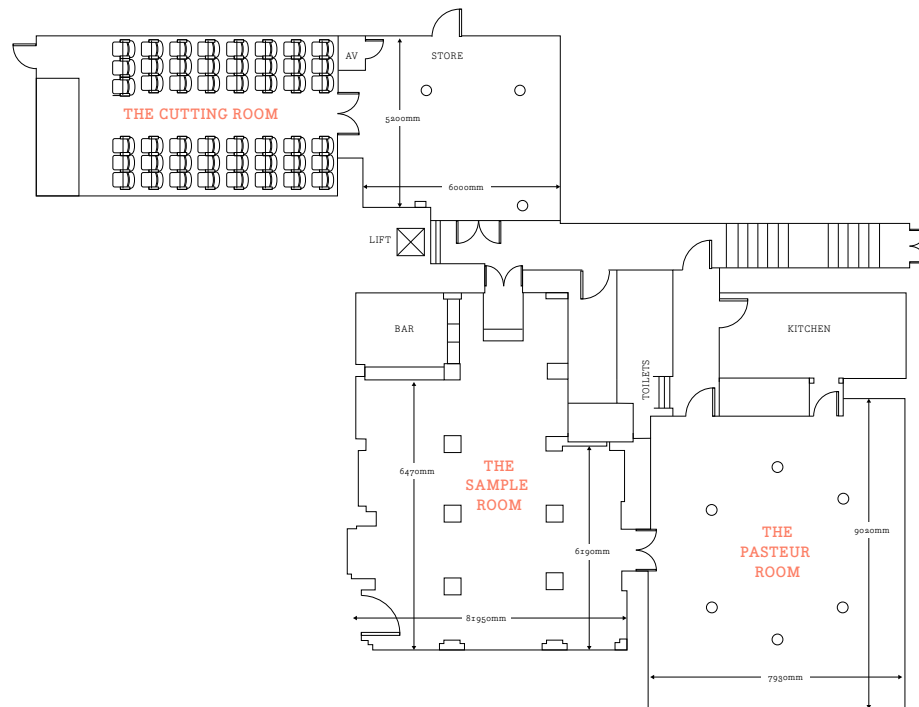 AV
STORE
THE CUTTING ROOM
5200mm
6000mm
LIFT
BAR
KITCHEN
TOILETS
6470mm
THE
SAMPLE
ROOM
6190mm
THE
PASTEUR
ROOM
9020mm
81950mm
7930mm